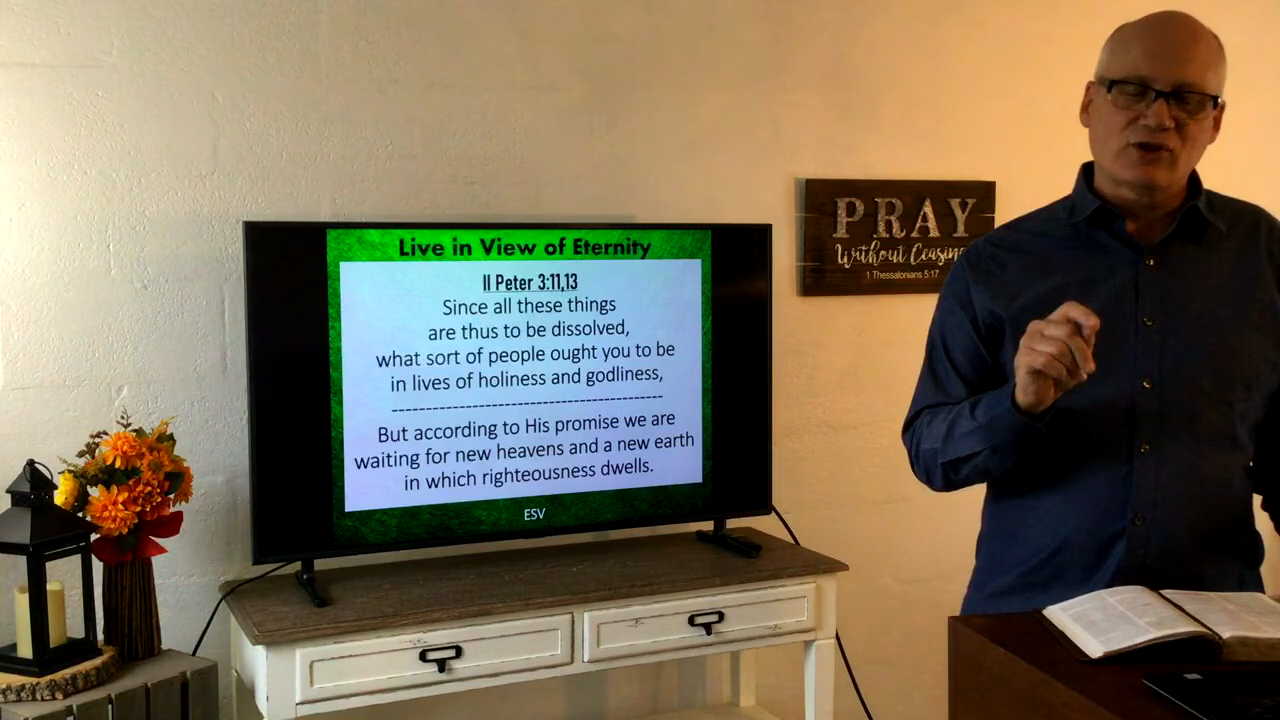 Live in View of Eternity
II Peter 3:11,13
Since all these things
are thus to be dissolved,
what sort of people ought you to be
in lives of holiness and godliness,
------------------------------------------
But according to His promise we are
waiting for new heavens and a new earth
in which righteousness dwells.
ESV
PRAY
Without Ceasing
1 Thessalonians 5:17